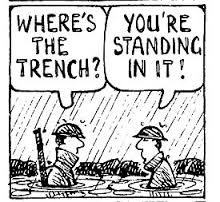 WHERE'S
THE
TRENCH?
YOU'RE
STANDING
IN IT!